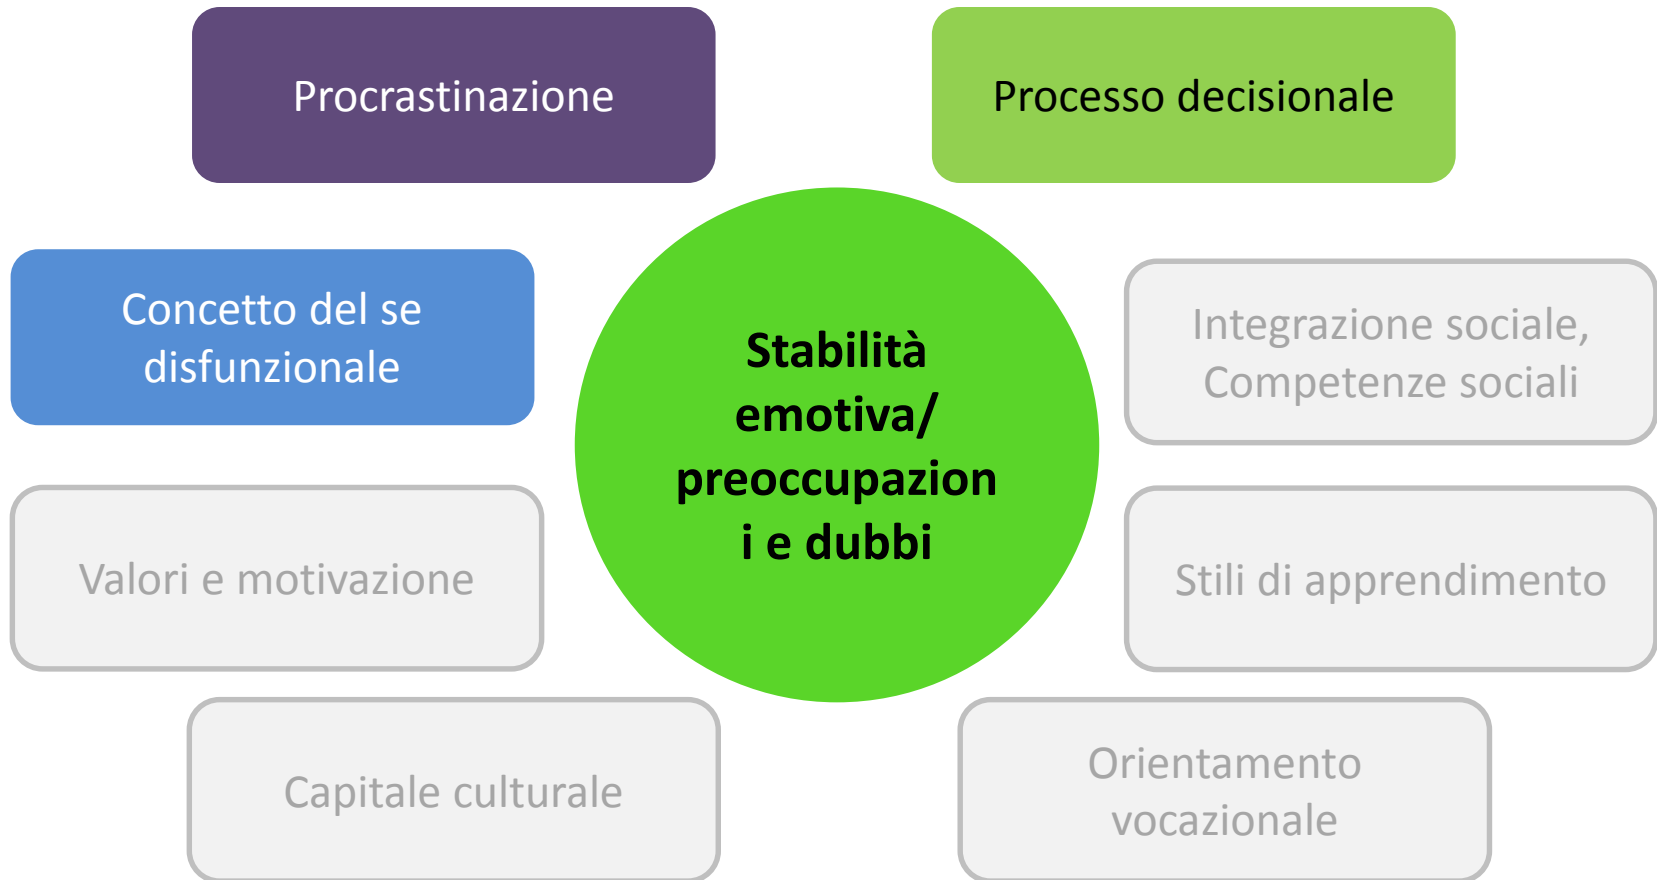 Procrastinazione
Processo decisionale
Concetto del se
disfunzionale
Stabilità
emotiva/
preoccupazion
i e dubbi
Integrazione sociale,
Competenze sociali
Valori e motivazione
Stili di apprendimento
Capitale culturale
Orientamento
vocazionale